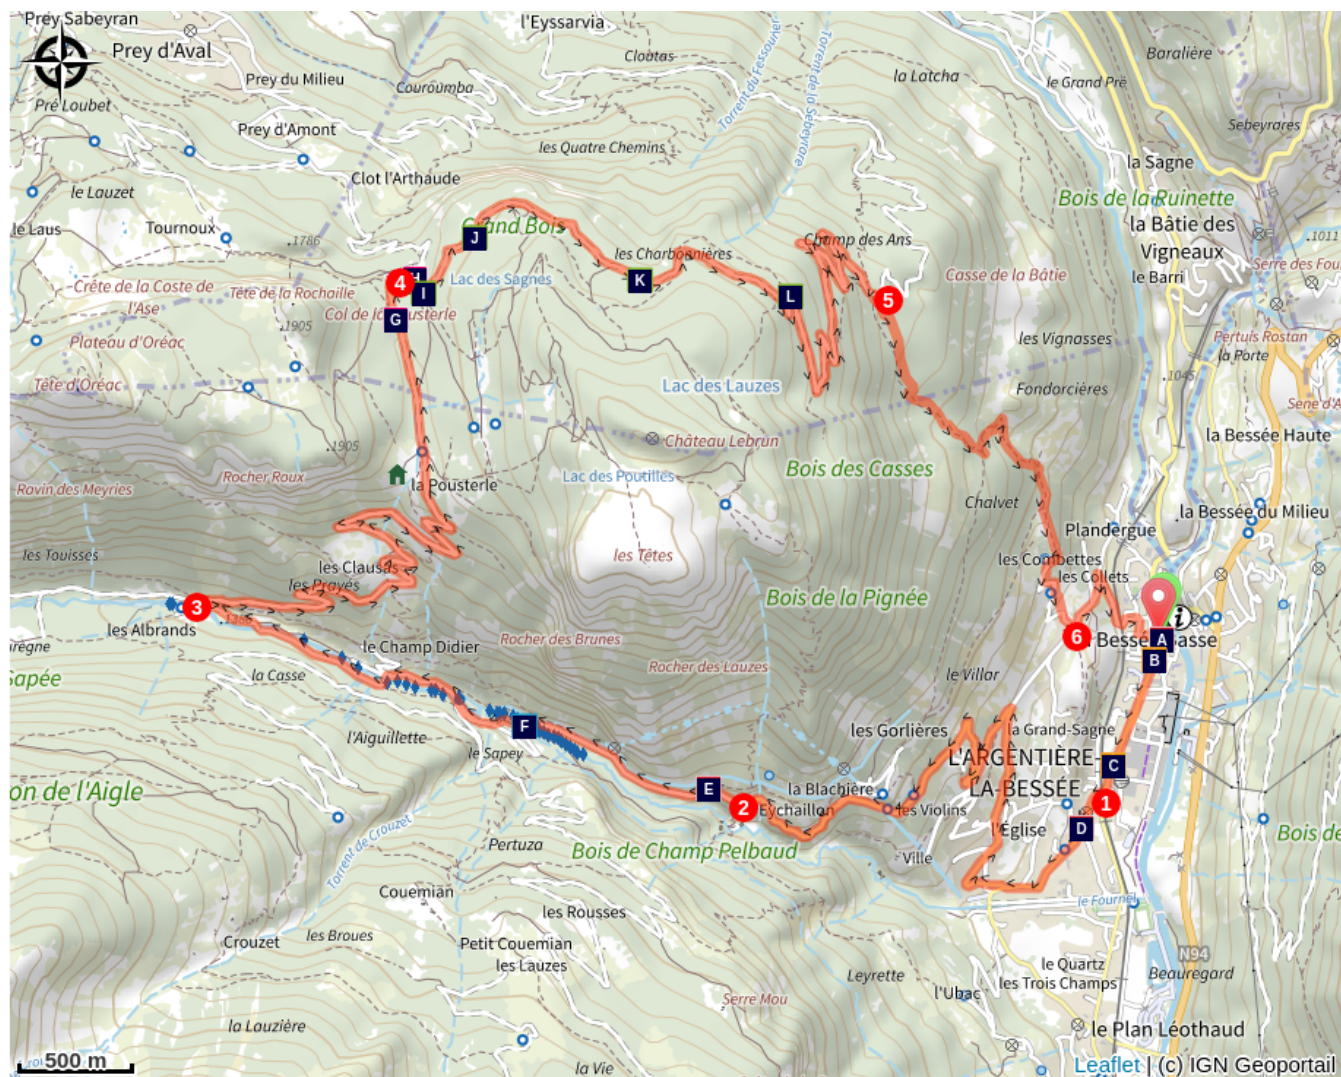 Prey Sabeyran
l'Eyssarvia
Prey d'Aval
Cloatas
Baralière
Prey du Milieu
Couroumba
la Latcha
le Grand Pré
Pré Loubet
Torrent du Fessourier
Torrent de la Sébeyrare
Sebeyrares
Prey d'Amont
les Quatre Chemins
la Sagne
le Lauzet
Clot l'Arthaude
Bois de la Ruinette
le Laus
Tournoux
Grand Bois
la Bâtie des
Vigneaux
.1786
J
les Charbonnières
Champ des Ans
.1011
Serre des Fou
le Barri
Casse de la Bâtie
Crête de la Coste de
l'Ase
Tête de la Rochaille
4
H
I
Lac des Sagnes
K
L
5
Col de la Pousterle
G
.1905
Plateau d'Oréac
les Vignasses
Pertuis Rostan
la Porte
1045
Tête d'Oréac
Lac des Lauzes
Fondorcières
Sene d'A
.1905
Château Lebrun
la Bessée Haute
Rocher Roux
la Pousterle
Lac des Poutilles
Bois des Casses
Ravin des Meyries
Chalvet
la Bessée du Milieu
Plandergue
les Touisses
les Têtes
les Clausas
les Combettes
les Prayés
les Collets
Bois de la Pignée
3
1386
les Albrands
i
6
Bessée Basse
A
B
le Champ Didier
Rocher des Brunes
Rocher des Lauzes
le Villar
la Casse
l'Aiguillette
F
le Sapey
les Gorlières
la Grand-Sagne
L'ARGENTIÈRE-
LA-BESSÉE
C
on de l'Aigle
E
la Blachière
2
Eychaillon
les Violins
1
l'Église
D
Bois de
Torrent de Crouzet
Pertuza
Bois de Champ Pelbaud
Ville
Couemian
le Fournel
les Rousses
Crouzet
les Broues
Petit Couemian
les Lauzes
N94
Leyrette
le Quartz
les Trois Champs
Beauregard
l'Ubac
Serre Mou
la Lauzière
le Plan Léothaud
500 m
la Vie
Leaflet | (c) IGN Geoportail